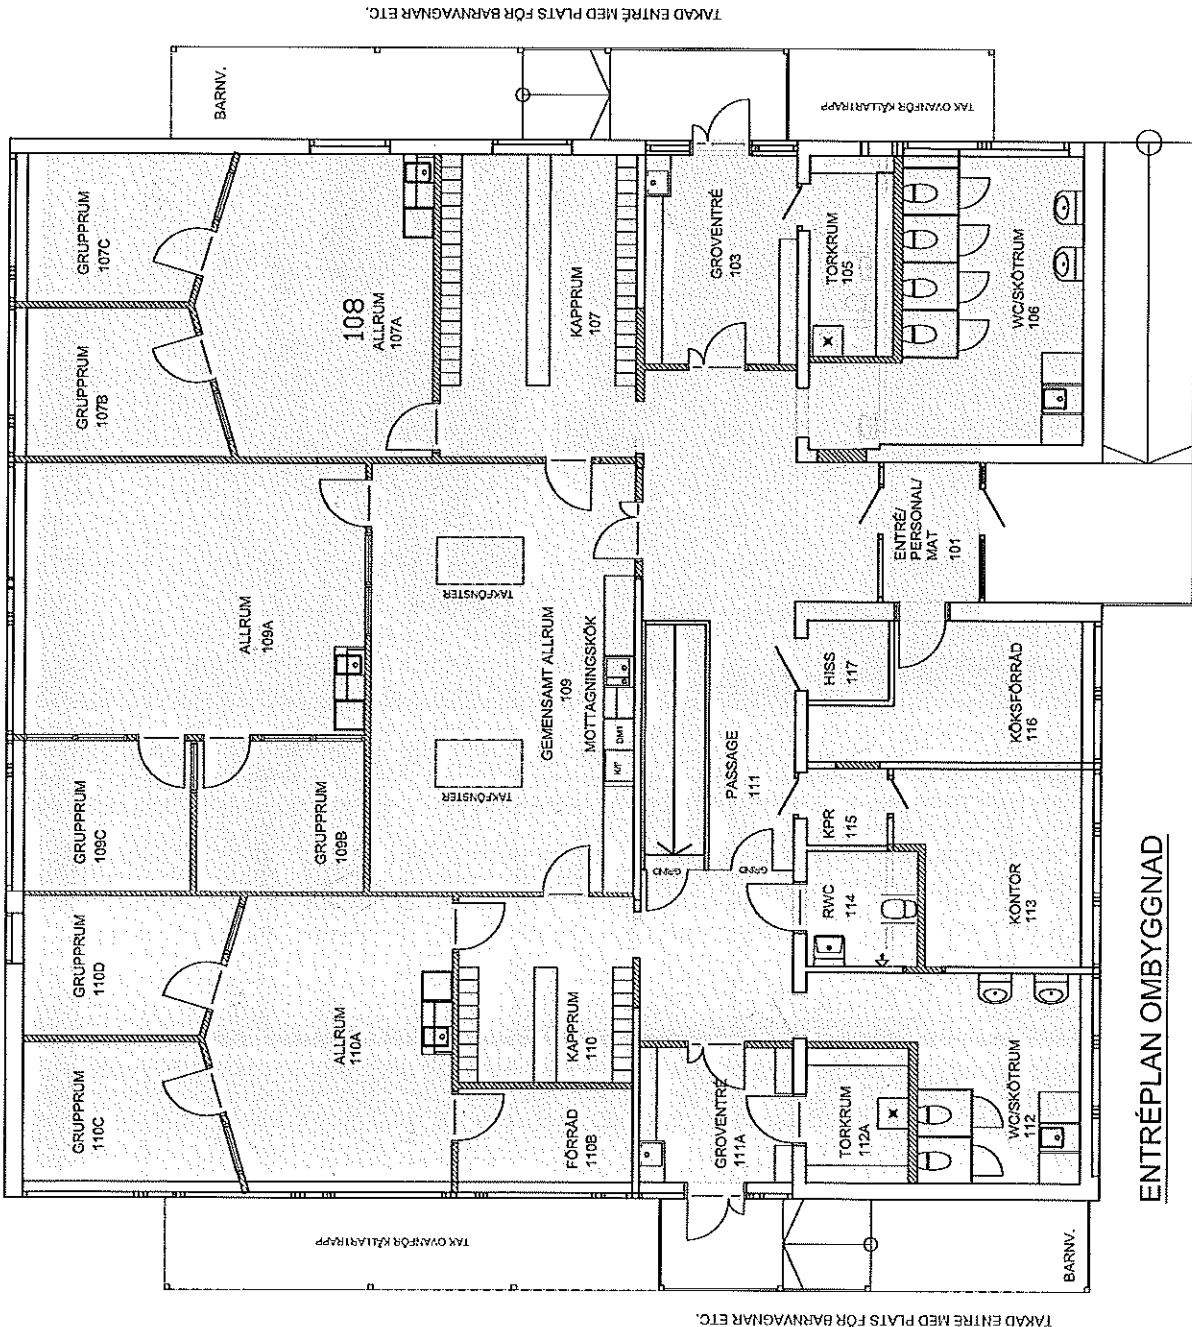 GRUPPRUM
110C
GRUPPRUM
110D
GRUPPRUM
109C
GRUPPRUM
109B
GRUPPRUM
107B
GRUPPRUM
107C
ALLRUM
110A
ALLRUM
109A
108
ALLRUM
107A
FÖRRÅD
110B
KAPPRUM
110
TAKFÖNSTER
TAKFÖNSTER
GEMENSAMT ALLRUM
109
MOTTAGNINGSKÖK
K/F
DM1
KAPPRUM
107
GROVENTRÉ
111A
GRIND
GRIND
PASSAGE
111
GROVENTRÉ
103
TORKRUM
112A
RWC
114
KPR
115
HISS
117
TORKRUM
105
WC/SKÖTRUM
112
KONTOR
113
KÖKSFÖRRÅD
116
ENTRÉ/
PERSONAL/
MAT
101
WC/SKÖTRUM
106
TAK OVANFÖR KÄLLARTRAPP
BARNV.
TAKAD ENTRÉ MED PLATS FÖR BARNVAGNAR ETC.
BARNV.
TAK OVANFÖR KÄLLARTRAPP
TAKAD ENTRÉ MED PLATS FÖR BARNVAGNAR ETC.
ENTRÉPLAN OMBYGGNAD